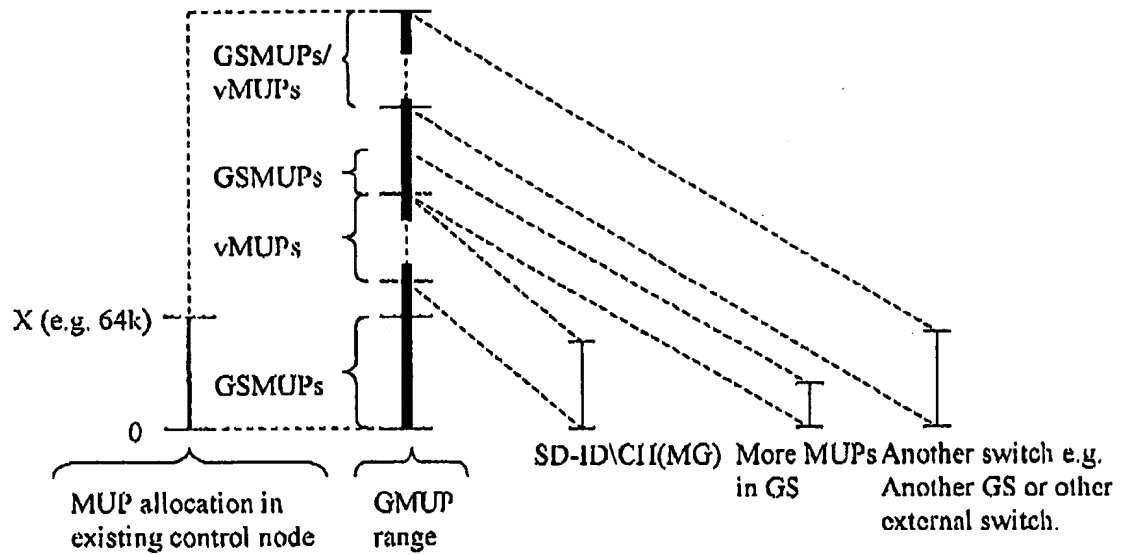 GSMUPs/
vMUPs
GSMUPs
vMUPs
X (e.g. 64k)
GSMUPs
0
SD-ID\CII(MG)
More MUPs
in GS
Another switch e.g.
Another GS or other
external switch.
MUP allocation in
existing control node
GMUP
range